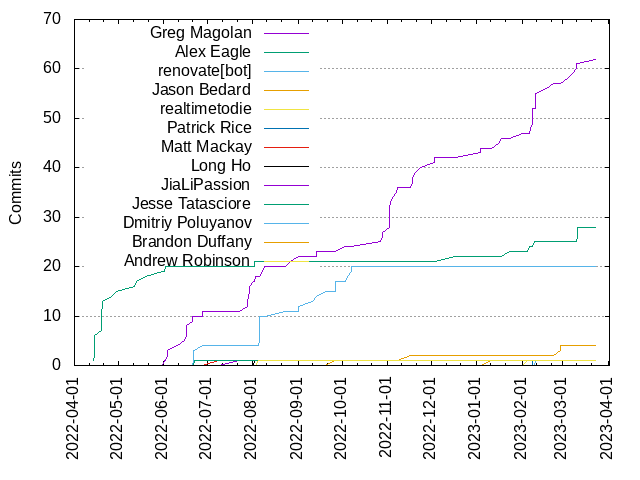 70
60
50
40
30
20
10
0
Commits
Greg Magolan
Alex Eagle
renovate[bot]
Jason Bedard
realtimetodie
Patrick Rice
Matt Mackay
Long Ho
JiaLiPassion
Jesse Tatasciore
Dmitriy Poluyanov
Brandon Duffany
Andrew Robinson
2022-04-01
2022-05-01
2022-06-01
2022-07-01
2022-08-01
2022-09-01
2022-10-01
2022-11-01
2022-12-01
2023-01-01
2023-02-01
2023-03-01
2023-04-01